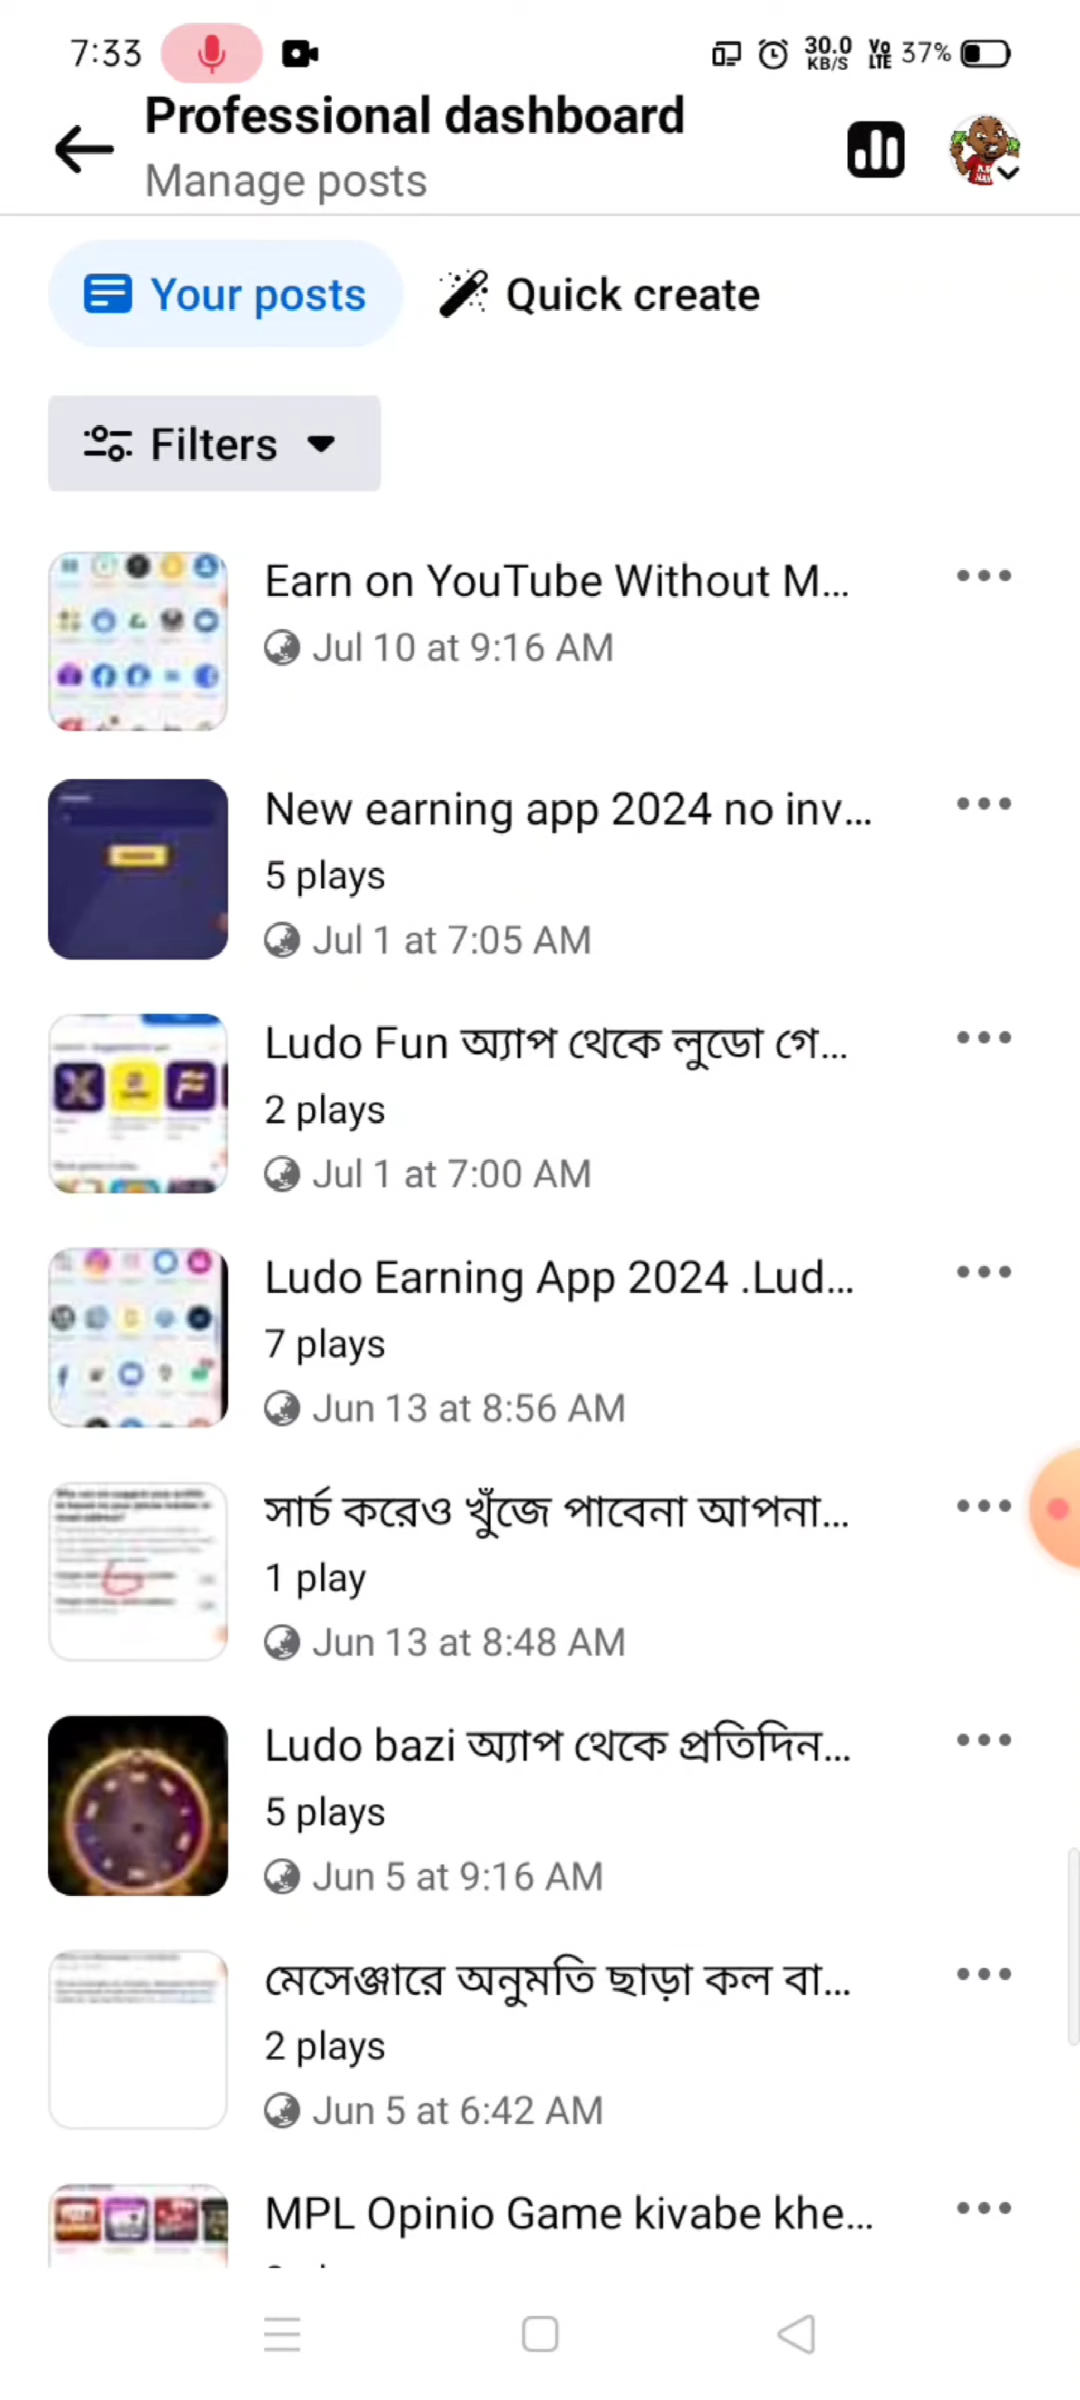 7:33
30.0 KB/S
Vo LTE
37%
Professional dashboard
Manage posts
Your posts
Quick create
Filters
Earn on YouTube Without M...
Jul 10 at 9:16 AM
New earning app 2024 no inv...
5 plays
Jul 1 at 7:05 AM
Ludo Fun অ্যাপ থেকে লুডো গে...
2 plays
Jul 1 at 7:00 AM
Ludo Earning App 2024 .Lud...
7 plays
Jun 13 at 8:56 AM
সার্চ করেও খুঁজে পাবেনা আপনা...
1 play
Jun 13 at 8:48 AM
Ludo bazi অ্যাপ থেকে প্রতিদিন...
5 plays
Jun 5 at 9:16 AM
মেসেঞ্জারে অনুমতি ছাড়া কল বা...
2 plays
Jun 5 at 6:42 AM
MPL Opinio Game kivabe khe...